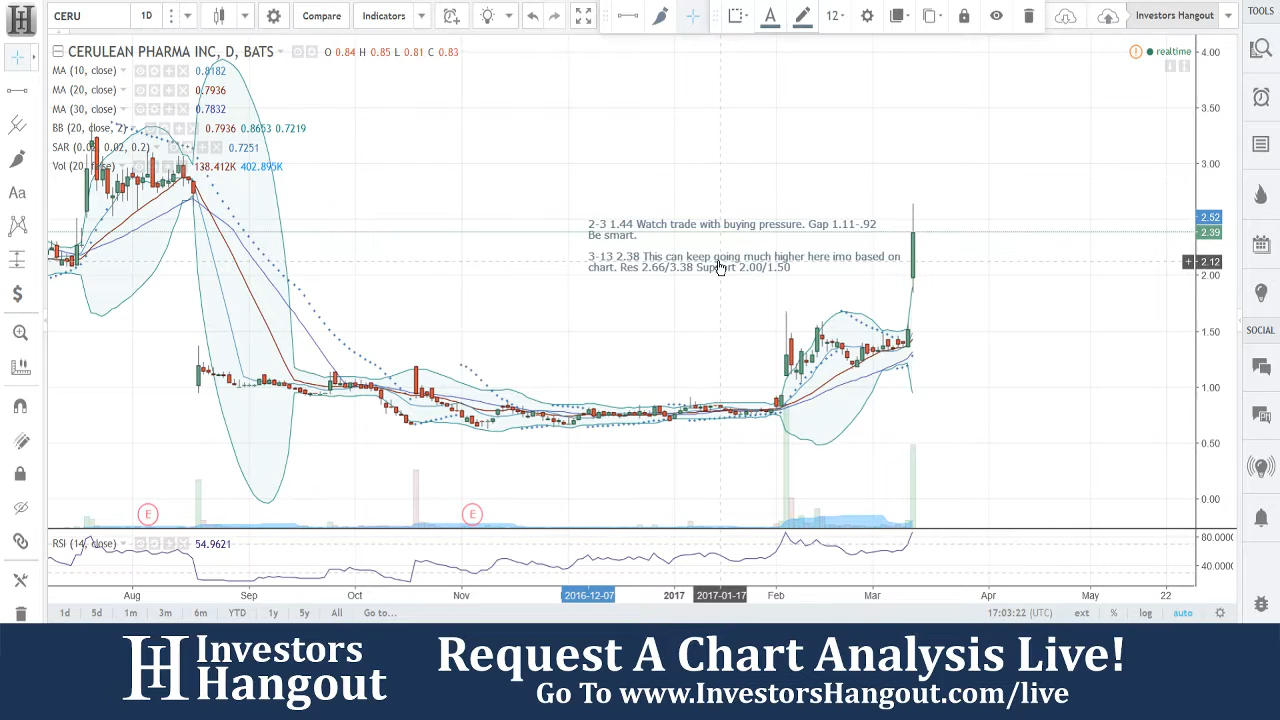 CERU 1D Compare Indicators 12 Investors Hangout TOOLS
CERULEAN PHARMA INC, D, BATS O 0.84 H 0.85 L 0.81 C 0.83 realtime
MA (10, close) 0.8182
MA (20, close) 0.7936
MA (30, close) 0.7832
BB (20, close, 2) 0.7936 0.8653 0.7219
SAR (0.02, 0.02, 0.2) 0.7251
Vol (20, false) 138.412K 402.895K
4.00
3.50
3.00
2.52
2.39
2.12
2.00
1.50
1.00
0.50
0.00
2-3 1.44 Watch trade with buying pressure. Gap 1.11-.92
Be smart.
3-13 2.38 This can keep going much higher here imo based on
chart. Res 2.66/3.38 Support 2.00/1.50
SOCIAL
E E
RSI (14, close) 54.9621
80.0000
40.0000
Aug Sep Oct Nov 2016-12-07 2017 2017-01-17 Feb Mar Apr May 22
1d 5d 1m 3m 6m YTD 1y 5y All Go to... 17:03:22 (UTC) ext % log auto
Investors
Hangout
Request A Chart Analysis Live!
Go To www.InvestorsHangout.com/live